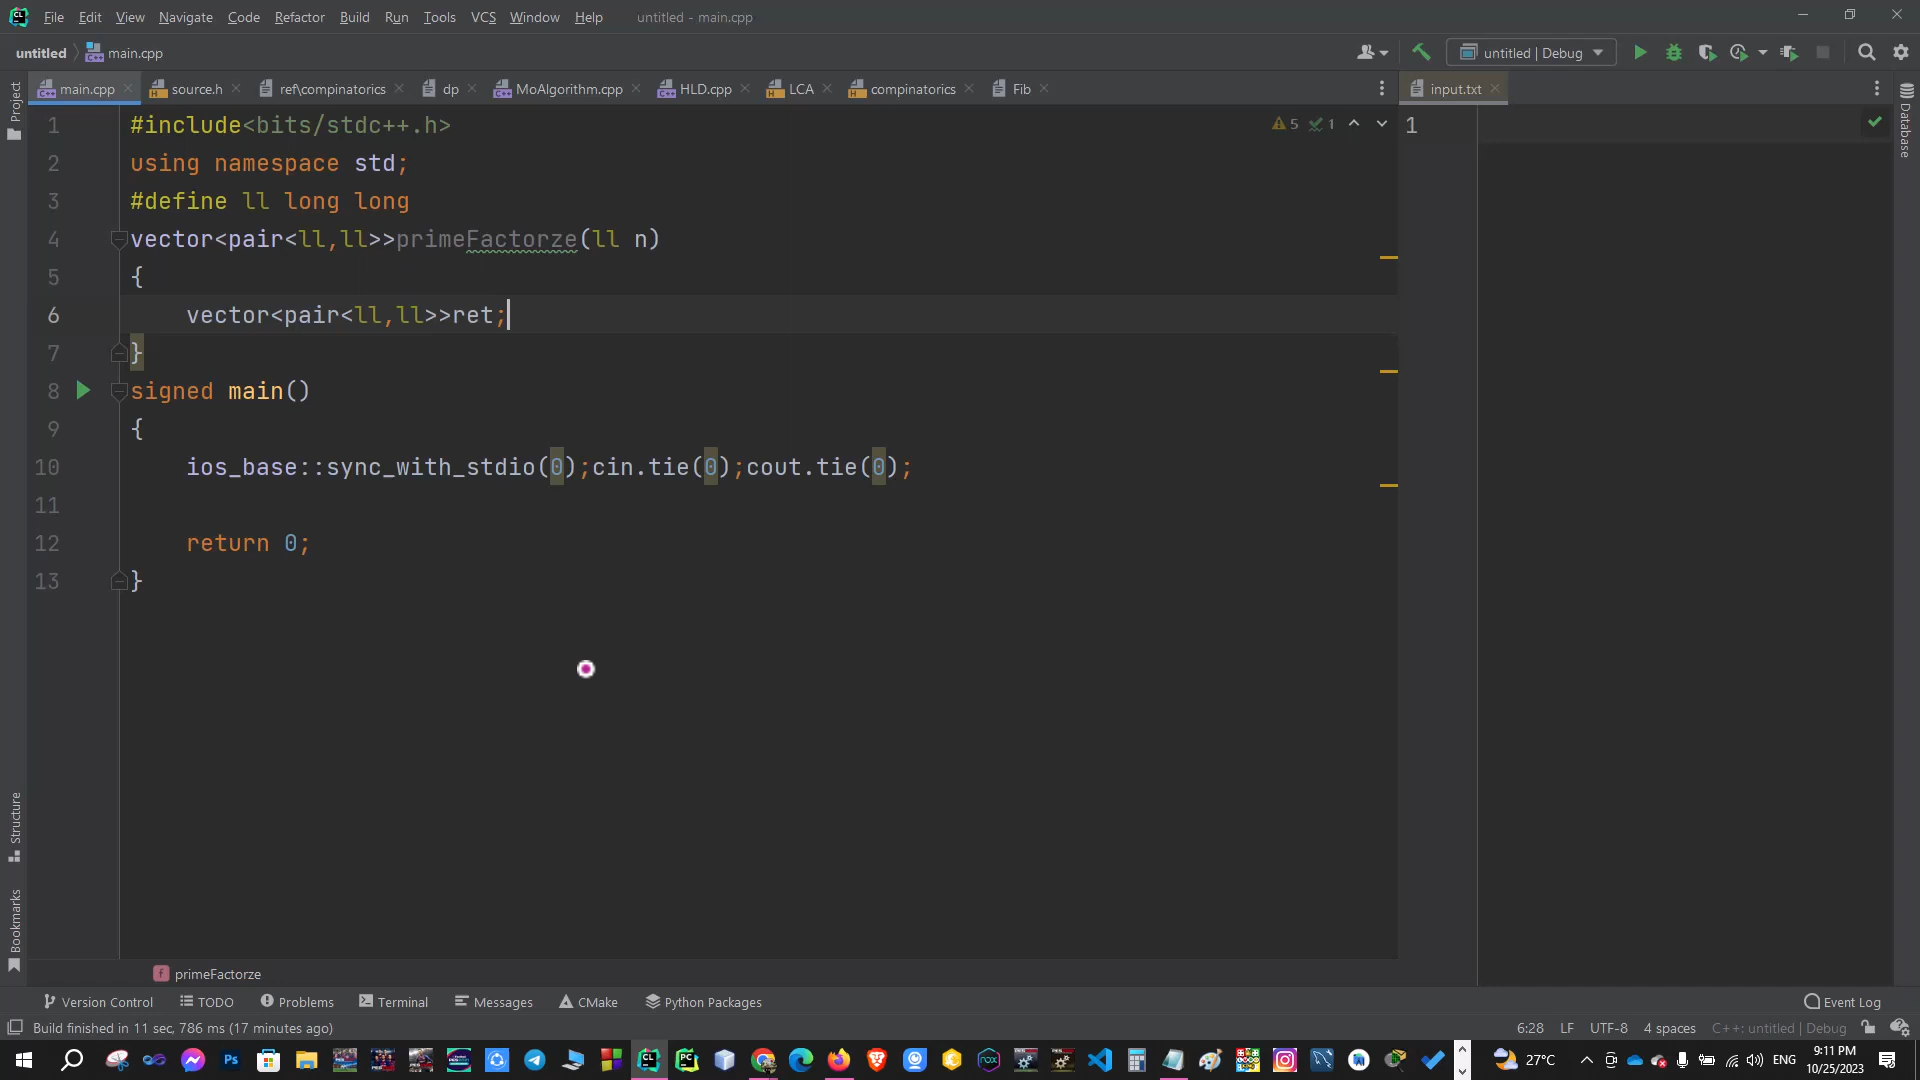 File Edit View Navigate Code Refactor Build Run Tools VCS Window Help untitled - main.cpp
untitled main.cpp untitled | Debug
main.cpp source.h ref\compinatorics dp MoAlgorithm.cpp HLD.cpp LCA compinatorics Fib input.txt
Project
Database
5 1
1 #include<bits/stdc++.h>
2 using namespace std;
3 #define ll long long
4 vector<pair<ll,ll>>primeFactorze(ll n)
5 {
6 vector<pair<ll,ll>>ret;
7 }
8 signed main()
9 {
10 ios_base::sync_with_stdio(0);cin.tie(0);cout.tie(0);
11
12 return 0;
13 }
1
Structure
Bookmarks
primeFactorze
Version Control TODO Problems Terminal Messages CMake Python Packages Event Log
Build finished in 11 sec, 786 ms (17 minutes ago) 6:28 LF UTF-8 4 spaces C++: untitled | Debug
27°C ENG 9:11 PM
10/25/2023